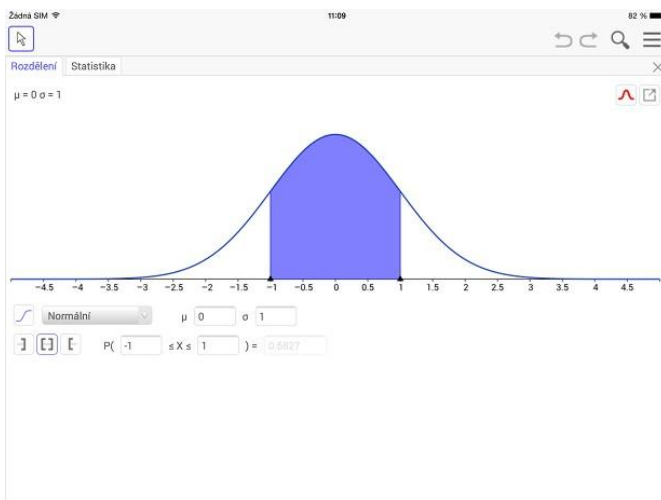 Žádná SIM 11:09 82 %
Rozdělení Statistika
μ = 0 σ = 1
−4.5 −4 −3.5 −3 −2.5 −2 −1.5 −1 −0.5 0 0.5 1 1.5 2 2.5 3 3.5 4 4.5
Normální μ 0 σ 1
P( -1 ≤ X ≤ 1 ) = 0.6827